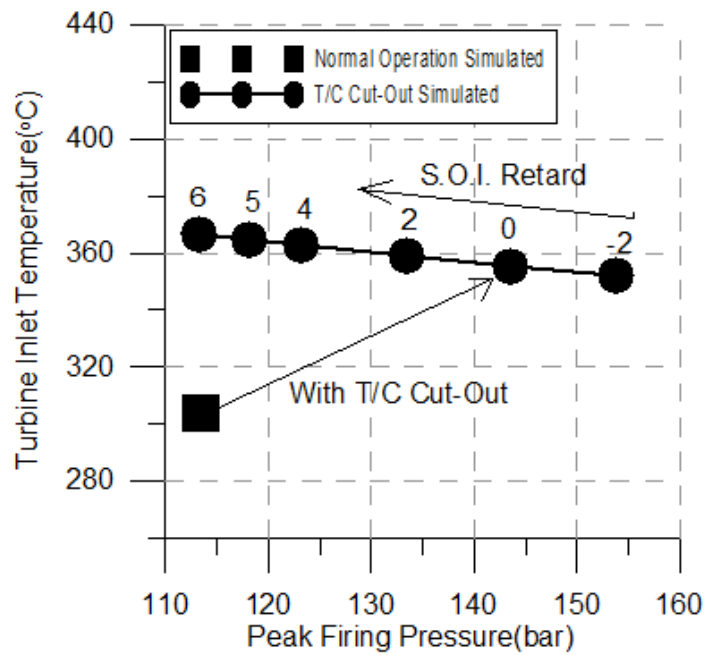 440
Normal Operation Simulated
T/C Cut-Out Simulated
400
S.O.I. Retard
6 5 4 2 0 -2
360
320
With T/C Cut-Out
280
Turbine Inlet Temperature(ºC)
110 120 130 140 150 160
Peak Firing Pressure(bar)